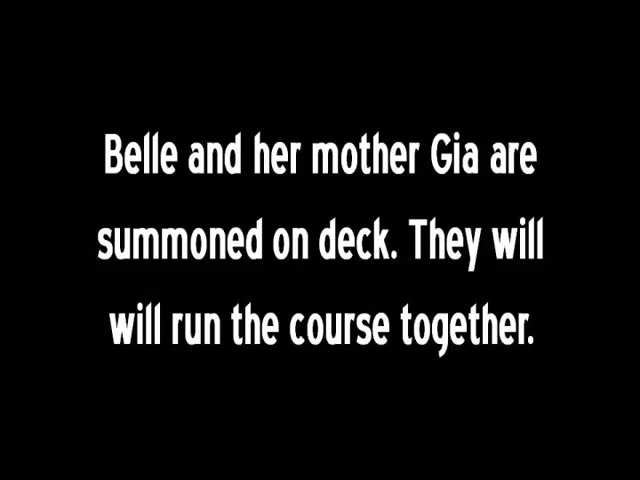 Belle and her mother Gia are
summoned on deck. They will
will run the course together.